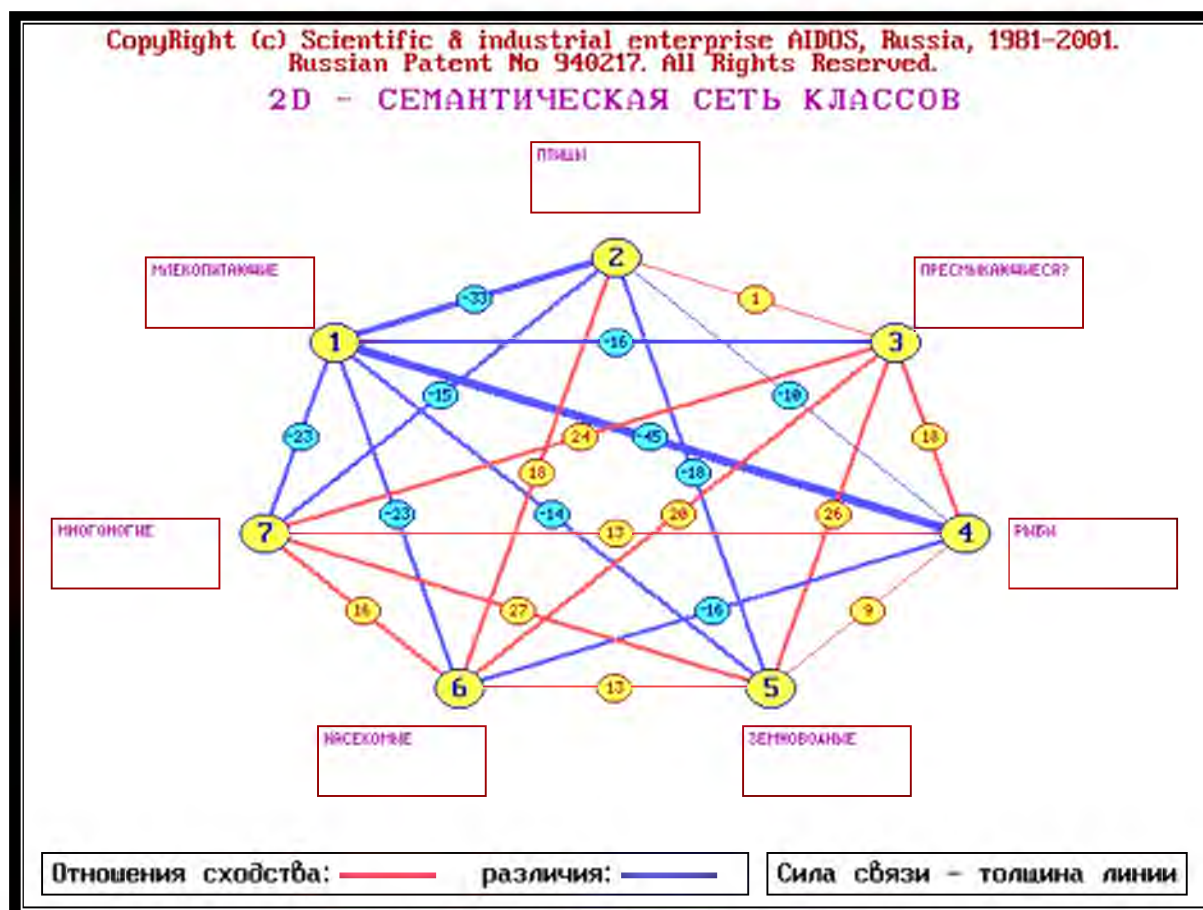 CopyRight (c) Scientific & industrial enterprise AIDOS, Russia, 1981-2001.
Russian Patent No 940217. All Rights Reserved.
2D - СЕМАНТИЧЕСКАЯ СЕТЬ КЛАССОВ
ПТИЦЫ
МЛЕКОПИТАЮЩИЕ
ПРЕСМЫКАЮЩИЕСЯ?
2
-33
1
1
-16
3
-15
-10
-23
24
-45
18
18
-18
-23
-14
20
26
МНОГОНОГИЕ
7
13
4
РЫБЫ
16
27
-16
9
6
13
5
НАСЕКОМЫЕ
ЗЕМНОВОДНЫЕ
Отношения сходства: различия:
Сила связи - толщина линии